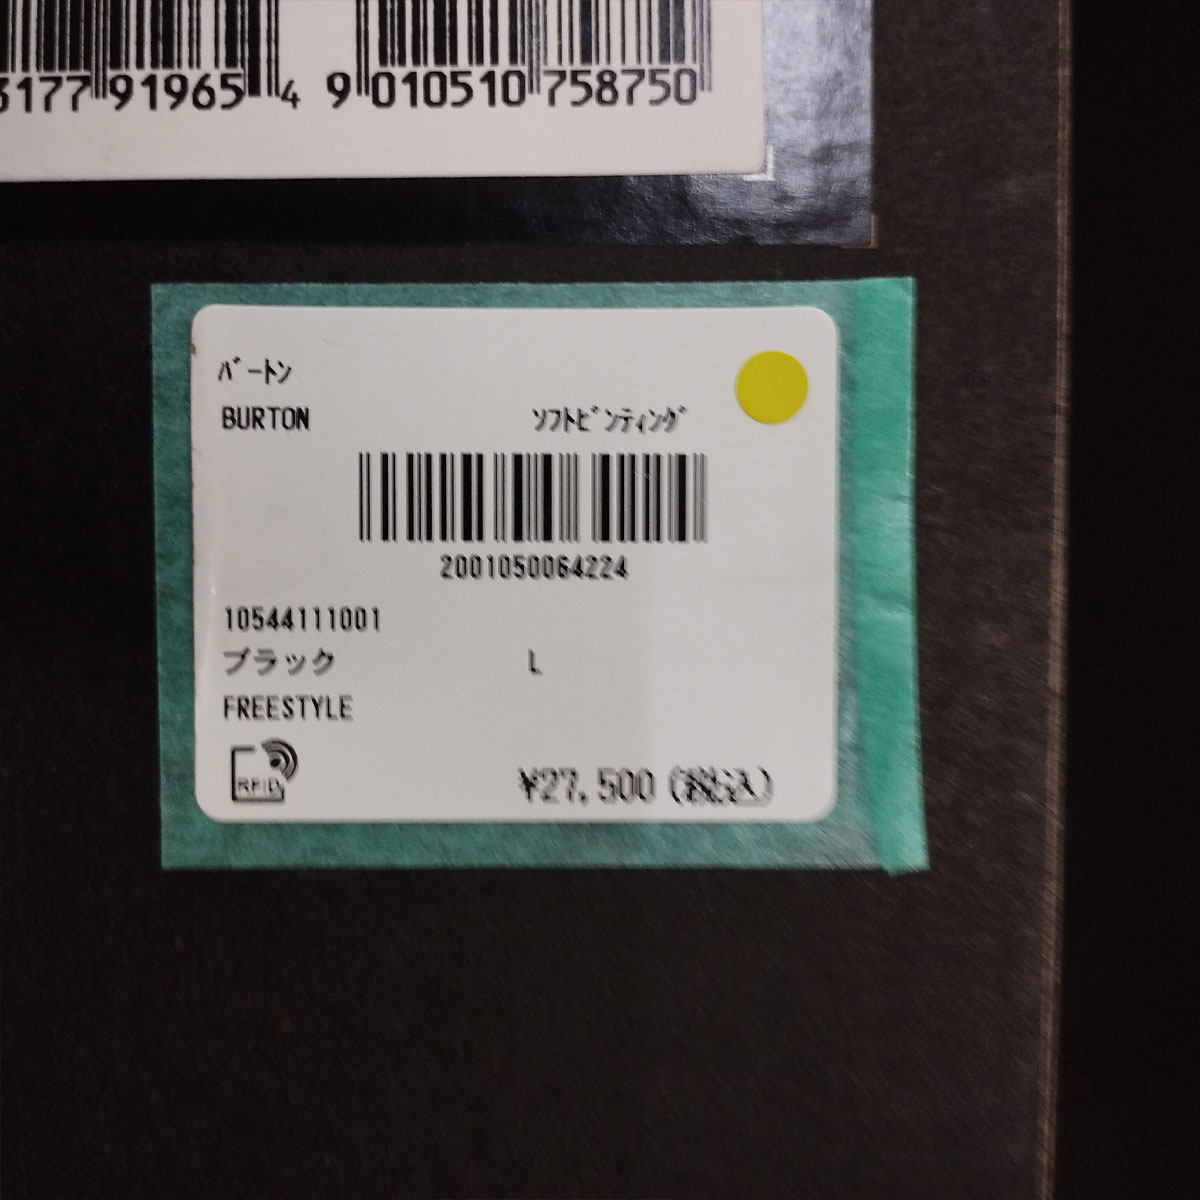 3177 91965 4 9 010510 758750
ﾊﾞｰﾄﾝ
BURTON ｿﾌﾄﾋﾞﾝﾃｨﾝｸﾞ
2001050064224
10544111001
ブラック L
FREESTYLE
RFID
¥27,500(税込)